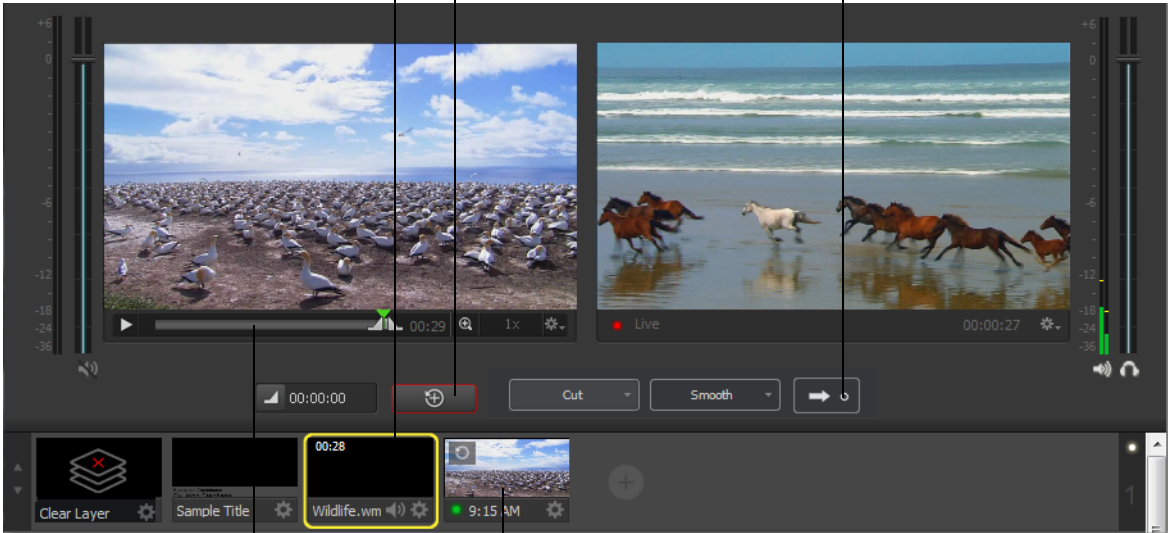 +6
0
-6
-12
-18
-24
-36
00:29
1x
Live
00:00:27
+6
0
-6
-12
-18
-24
-36
00:00:00
Cut
Smooth
00:28
Clear Layer
Sample Title
Wildlife.wm
9:15 AM
1